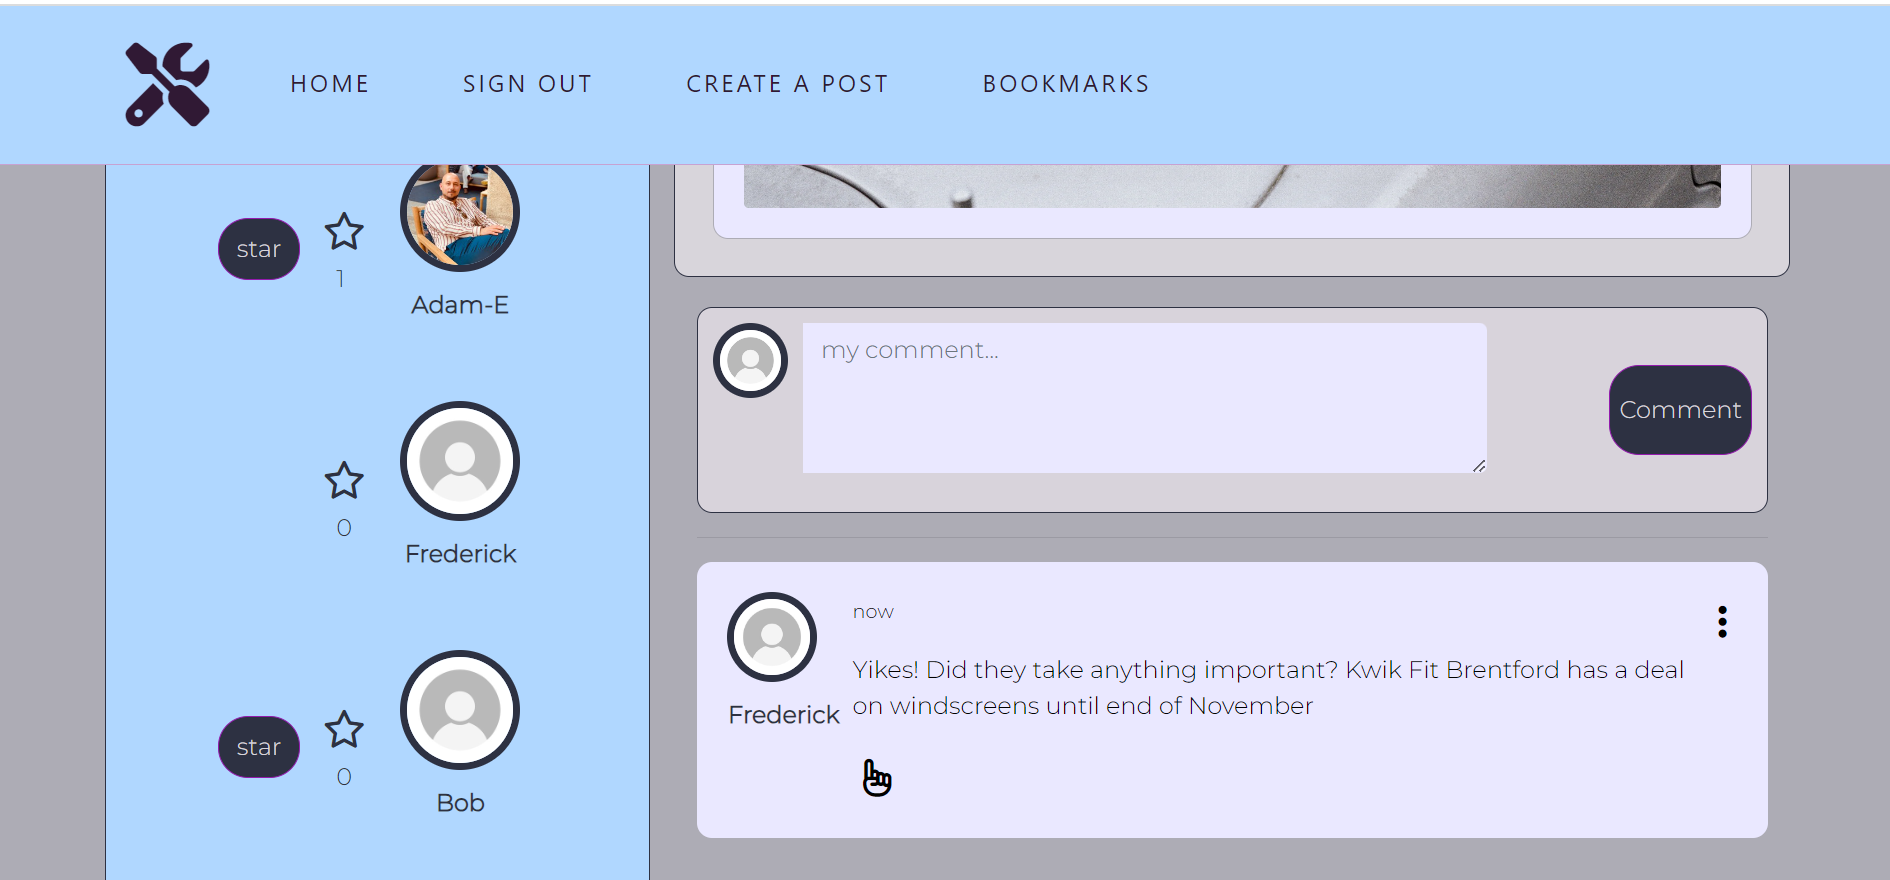 HOME SIGN OUT CREATE A POST BOOKMARKS
star
1
Adam-E
0
Frederick
star
0
Bob
my comment...
Comment
now
Yikes! Did they take anything important? Kwik Fit Brentford has a deal
on windscreens until end of November
Frederick